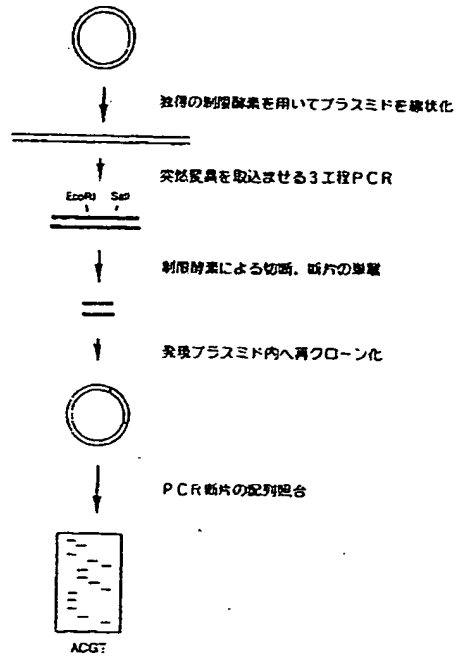 独得の制限酵素を用いてプラスミドを線状化
突然変異を取込ませる3工程PCR
EcoRI SalI
制限酵素による切断、断片の単離
発現プラスミド内へ再クローン化
PCR断片の配列照合
ACGT